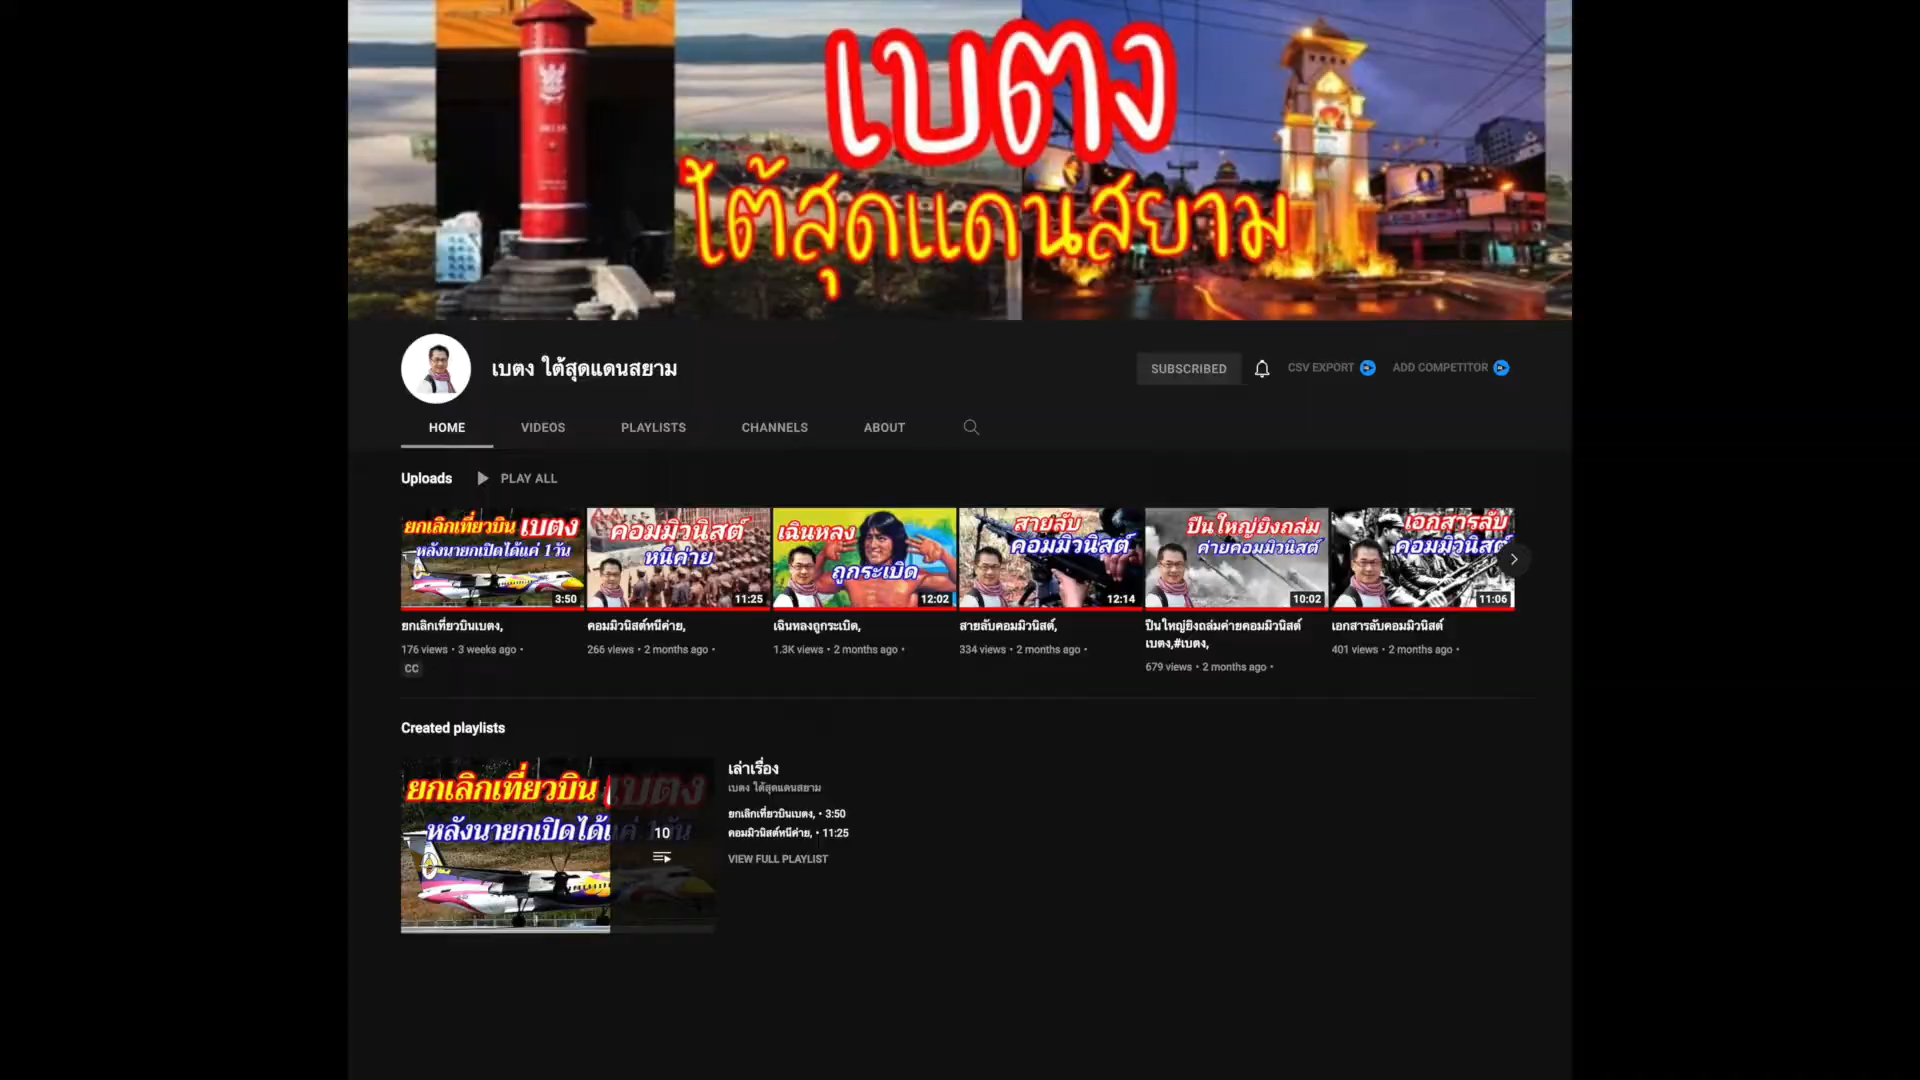 เบตง
ใต้สุดแดนสยาม
เบตง ใต้สุดแดนสยาม
SUBSCRIBED
CSV EXPORT
ADD COMPETITOR
HOME
VIDEOS
PLAYLISTS
CHANNELS
ABOUT
Uploads
PLAY ALL
ยกเลิกเที่ยวบิน เบตง
หลังนายกเปิดได้แค่ 1วัน
3:50
คอมมิวนิสต์
หนีค่าย
11:25
เฉินหลง
ถูกระเบิด
12:02
สายลับ
คอมมิวนิสต์
12:14
ปืนใหญ่ยิงถล่ม
ค่ายคอมมิวนิสต์
10:02
เอกสารลับ
คอมมิวนิสต์
11:06
ยกเลิกเที่ยวบินเบตง,
176 views • 3 weeks ago •
CC
คอมมิวนิสต์หนีค่าย,
266 views • 2 months ago •
เฉินหลงถูกระเบิด,
1.3K views • 2 months ago •
สายลับคอมมิวนิสต์,
334 views • 2 months ago •
ปืนใหญ่ยิงถล่มค่ายคอมมิวนิสต์
เบตง,#เบตง,
679 views • 2 months ago •
เอกสารลับคอมมิวนิสต์
401 views • 2 months ago •
Created playlists
ยกเลิกเที่ยวบิน เบตง
หลังนายกเปิดได้แค่ 1วัน
10
เล่าเรื่อง
เบตง ใต้สุดแดนสยาม
ยกเลิกเที่ยวบินเบตง, • 3:50
คอมมิวนิสต์หนีค่าย, • 11:25
VIEW FULL PLAYLIST